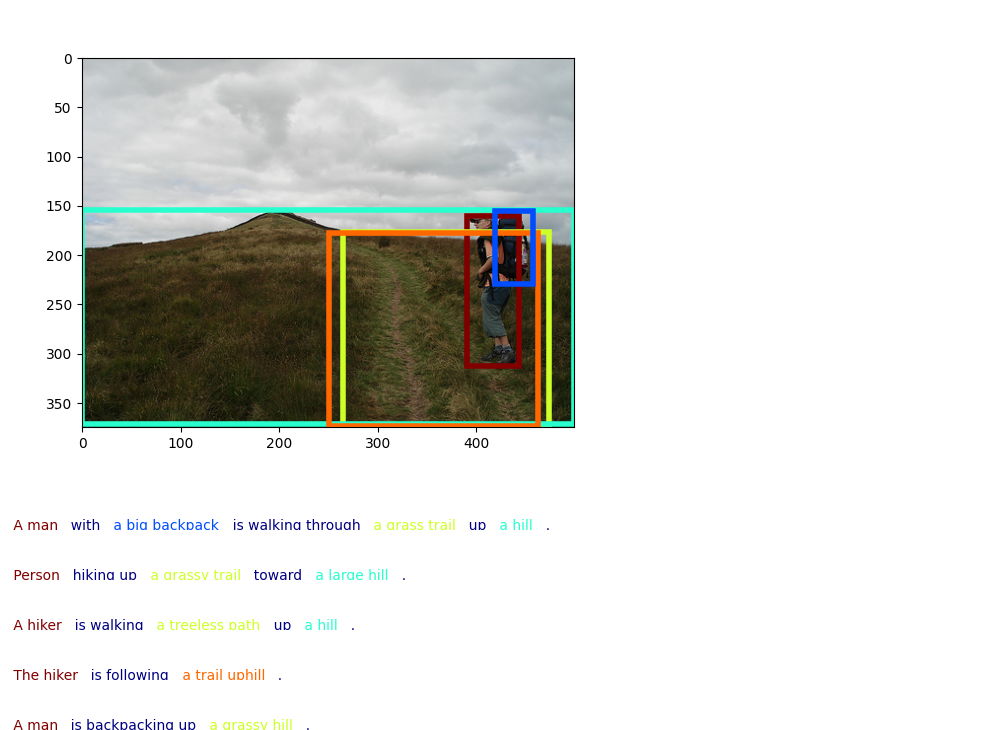 0
50
100
150
200
250
300
350
0 100 200 300 400
A man with a big backpack is walking through a grass trail up a hill .
Person hiking up a grassy trail toward a large hill .
A hiker is walking a treeless path up a hill .
The hiker is following a trail uphill .
A man is backpacking up a grassy hill .